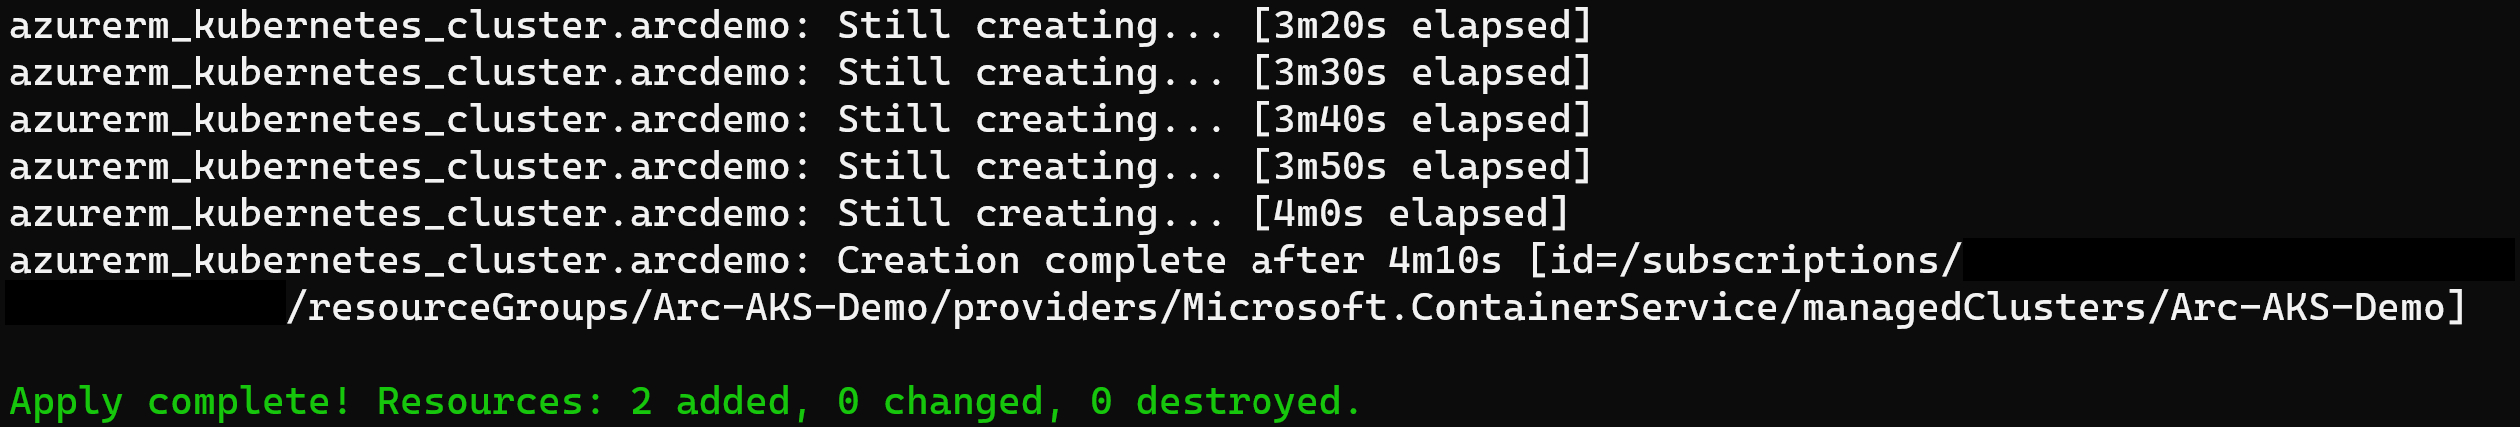 azurerm_kubernetes_cluster.arcdemo: Still creating... [3m20s elapsed]
azurerm_kubernetes_cluster.arcdemo: Still creating... [3m30s elapsed]
azurerm_kubernetes_cluster.arcdemo: Still creating... [3m40s elapsed]
azurerm_kubernetes_cluster.arcdemo: Still creating... [3m50s elapsed]
azurerm_kubernetes_cluster.arcdemo: Still creating... [4m0s elapsed]
azurerm_kubernetes_cluster.arcdemo: Creation complete after 4m10s [id=/subscriptions/
/resourceGroups/Arc-AKS-Demo/providers/Microsoft.ContainerService/managedClusters/Arc-AKS-Demo]
Apply complete! Resources: 2 added, 0 changed, 0 destroyed.